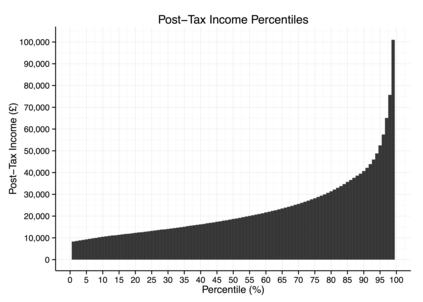 Post−Tax Income Percentiles
Post−Tax Income (£)
100,000
90,000
80,000
70,000
60,000
50,000
40,000
30,000
20,000
10,000
0
0 5 10 15 20 25 30 35 40 45 50 55 60 65 70 75 80 85 90 95 100
Percentile (%)